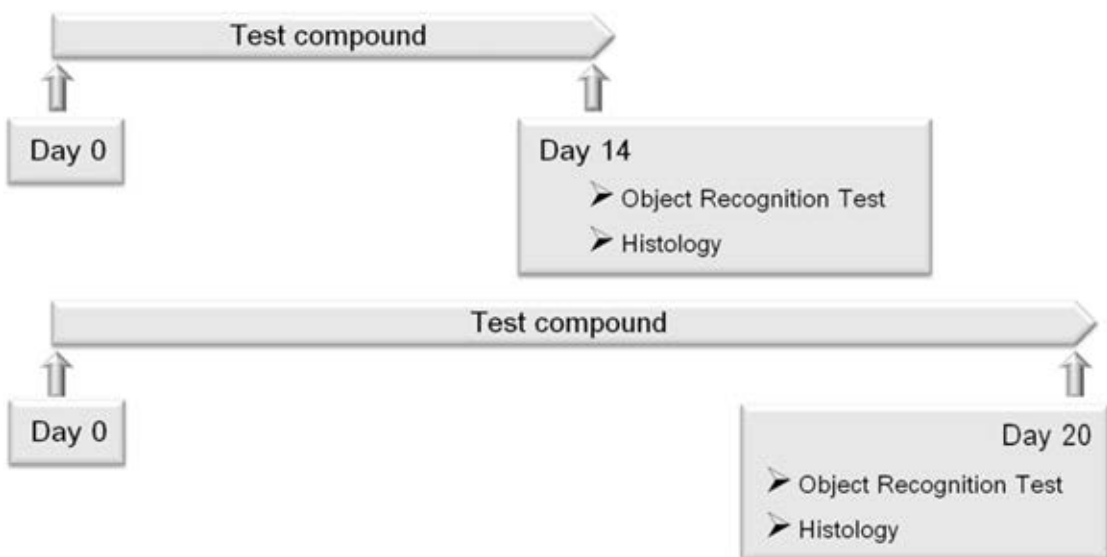 Test compound
Day 0
Day 14
Object Recognition Test
Histology
Test compound
Day 0
Day 20
Object Recognition Test
Histology